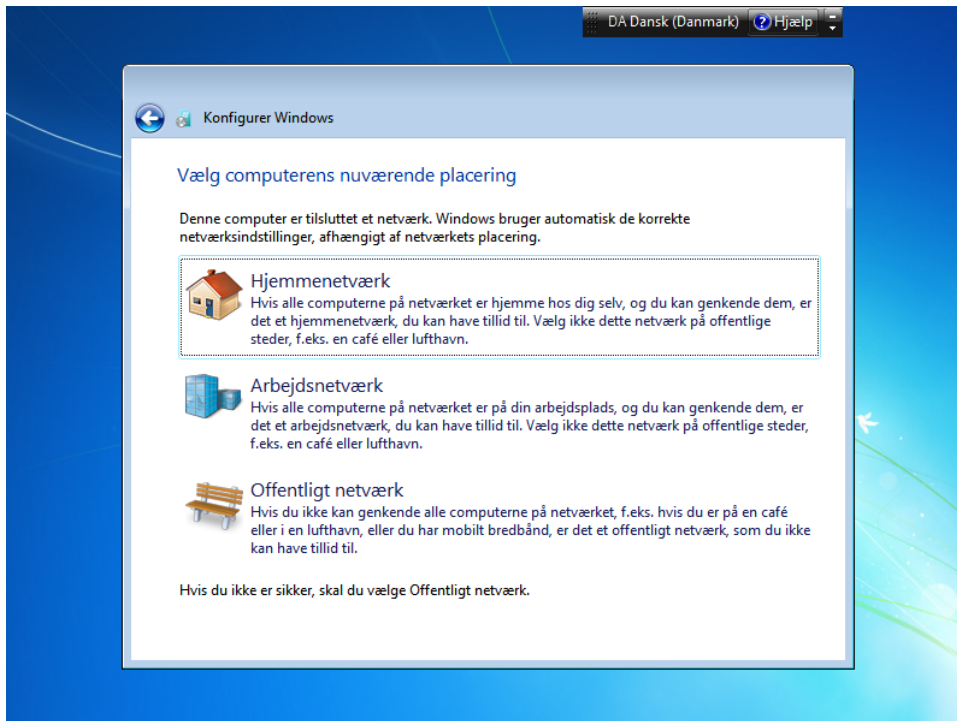 DA Dansk (Danmark) Hjælp
Konfigurer Windows
Vælg computerens nuværende placering
Denne computer er tilsluttet et netværk. Windows bruger automatisk de korrekte
netværksindstillinger, afhængigt af netværkets placering.
Hjemmenetværk
Hvis alle computerne på netværket er hjemme hos dig selv, og du kan genkende dem, er
det et hjemmenetværk, du kan have tillid til. Vælg ikke dette netværk på offentlige
steder, f.eks. en café eller lufthavn.
Arbejdsnetværk
Hvis alle computerne på netværket er på din arbejdsplads, og du kan genkende dem, er
det et arbejdsnetværk, du kan have tillid til. Vælg ikke dette netværk på offentlige steder,
f.eks. en café eller lufthavn.
Offentligt netværk
Hvis du ikke kan genkende alle computerne på netværket, f.eks. hvis du er på en café
eller i en lufthavn, eller du har mobilt bredbånd, er det et offentligt netværk, som du ikke
kan have tillid til.
Hvis du ikke er sikker, skal du vælge Offentligt netværk.